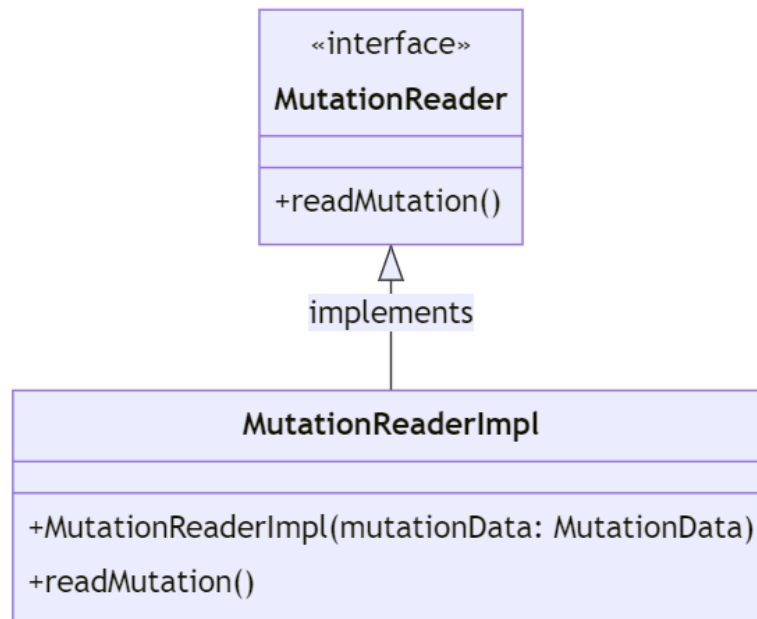 «interface»
MutationReader
+readMutation()
implements
MutationReaderImpl
+MutationReaderImpl(mutationData: MutationData)
+readMutation()